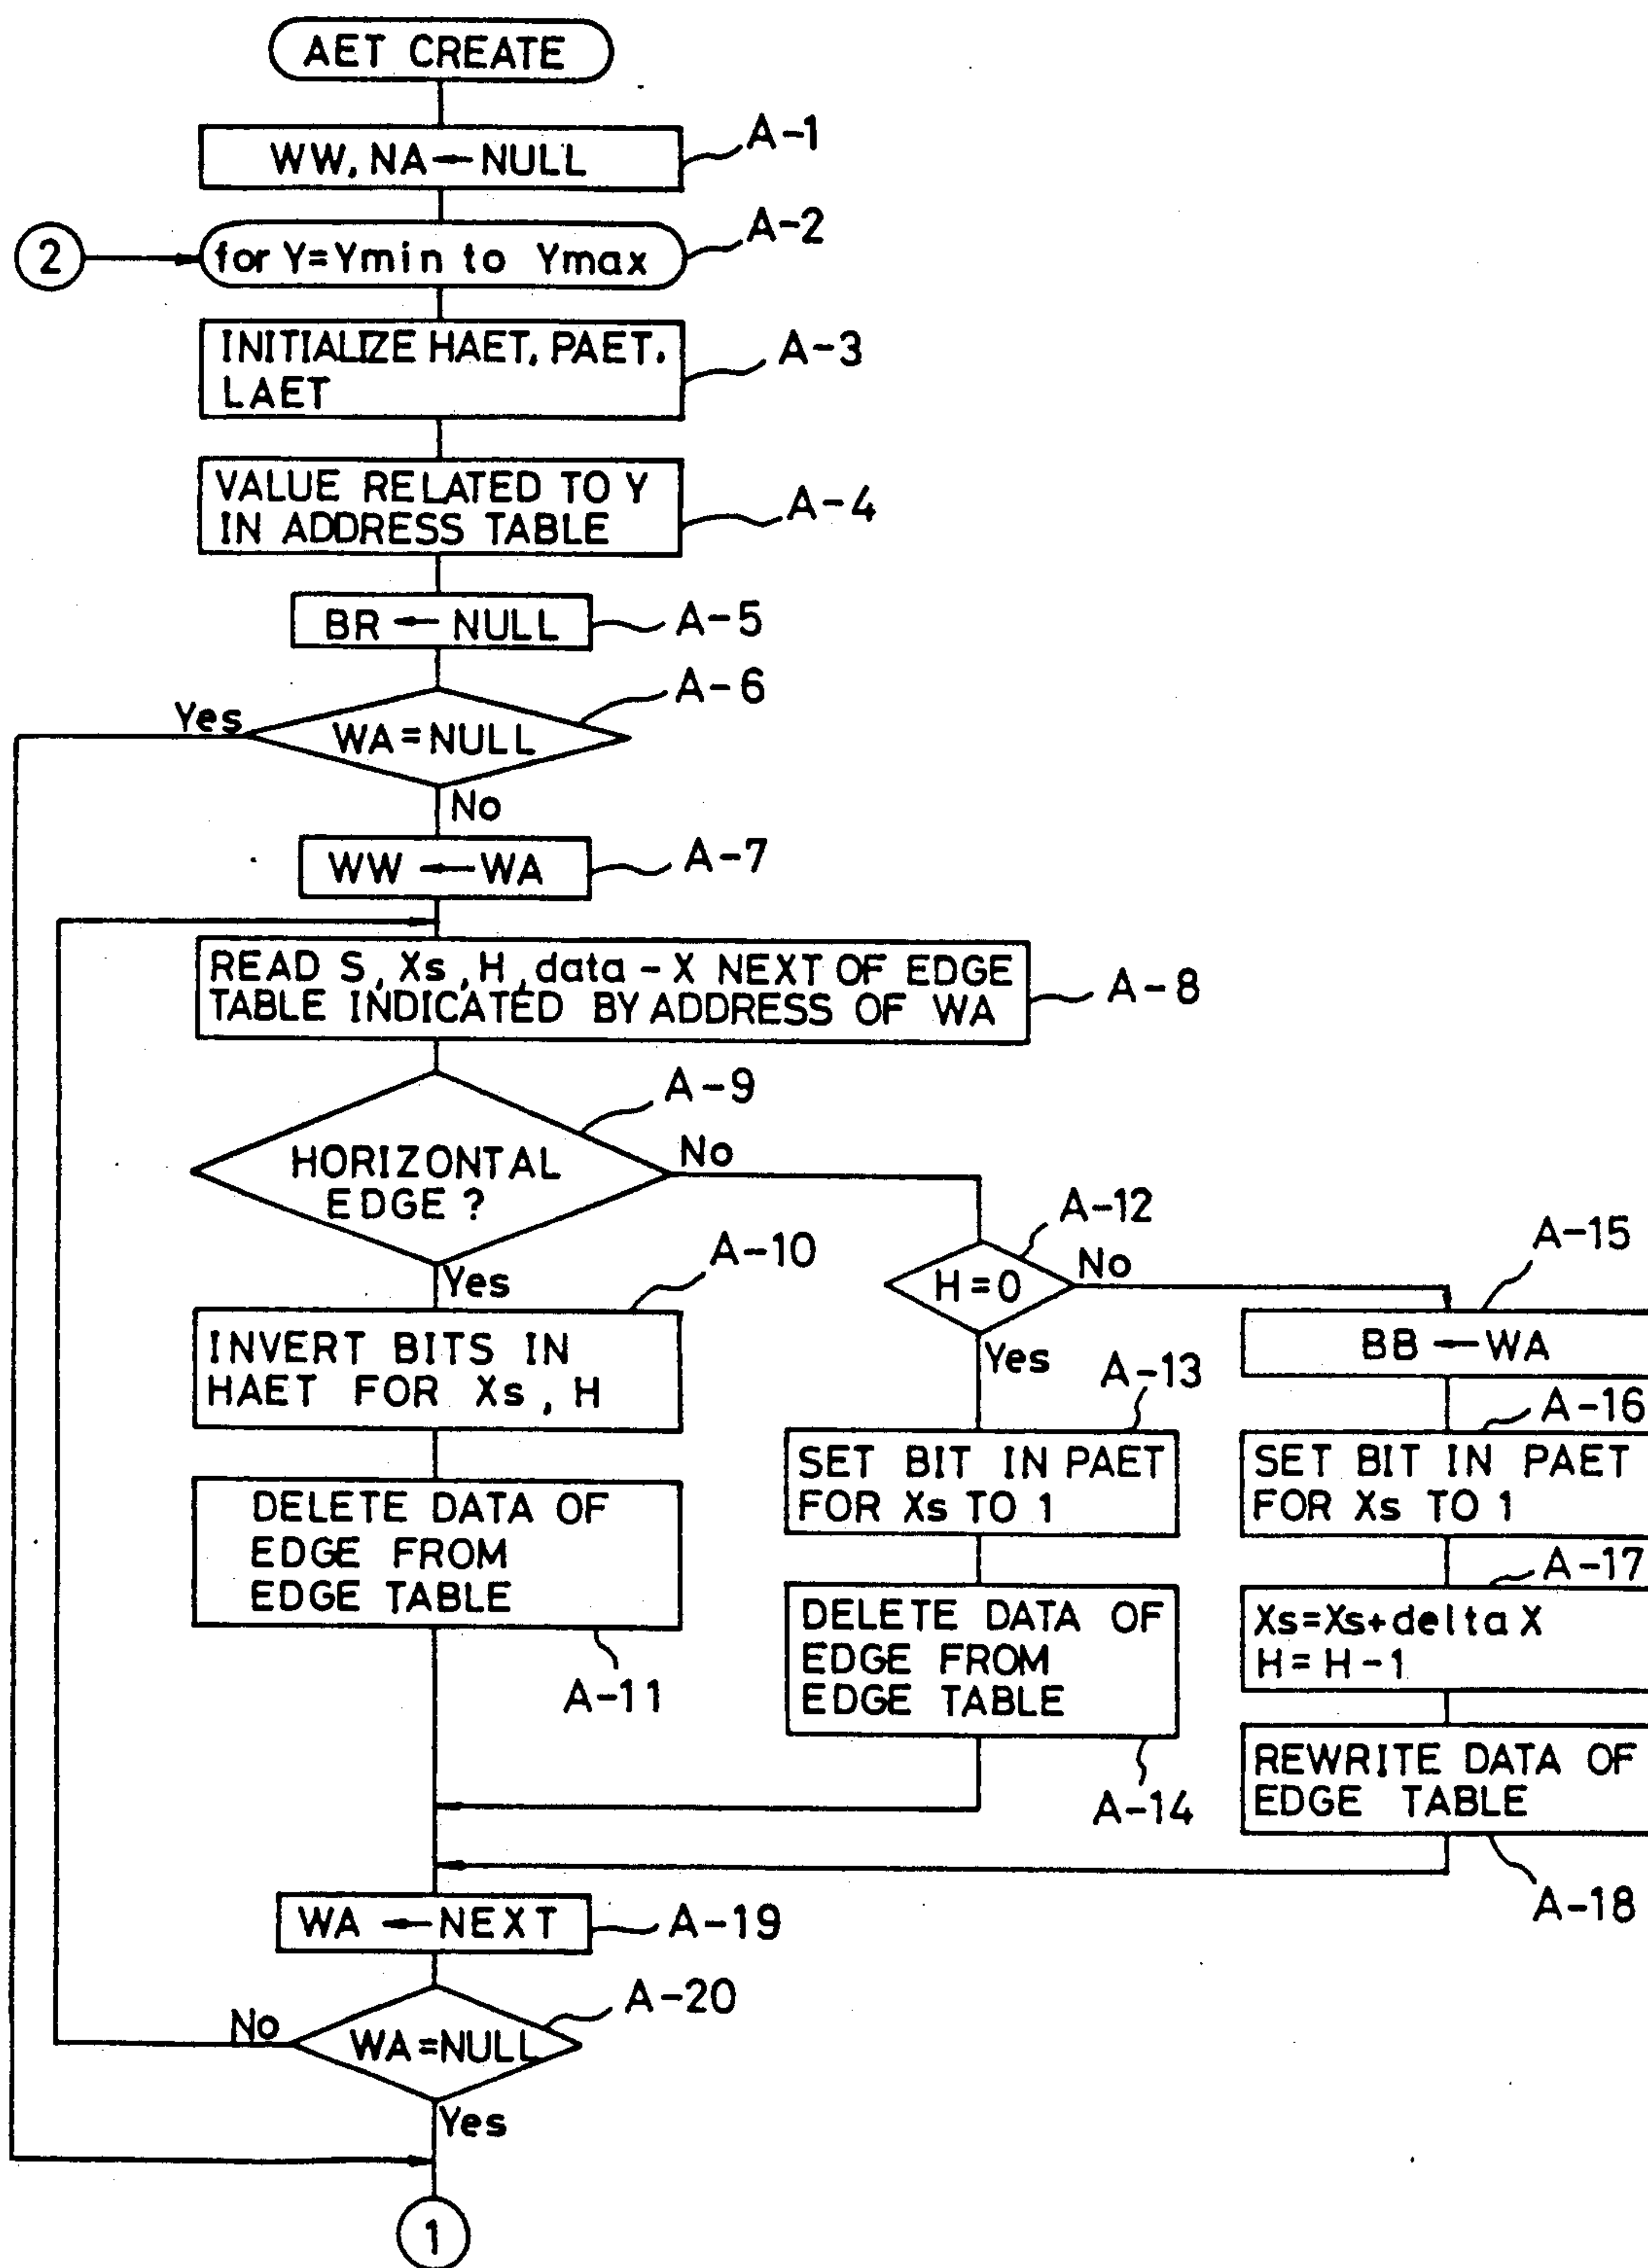 AET CREATE
WW, NA ← NULL
A-1
2
for Y=Ymin to Ymax
A-2
INITIALIZE HAET, PAET.
LAET
A-3
VALUE RELATED TO Y
IN ADDRESS TABLE
A-4
BR ← NULL
A-5
A-6
Yes
WA=NULL
No
WW ← WA
A-7
READ S, Xs, H, data-X NEXT OF EDGE
TABLE INDICATED BY ADDRESS OF WA
A-8
A-9
HORIZONTAL
EDGE?
No
Yes
A-10
INVERT BITS IN
HAET FOR Xs, H
DELETE DATA OF
EDGE FROM
EDGE TABLE
A-11
A-12
H=0
No
Yes
A-13
SET BIT IN PAET
FOR Xs TO 1
DELETE DATA OF
EDGE FROM
EDGE TABLE
A-14
A-15
BB ← WA
A-16
SET BIT IN PAET
FOR Xs TO 1
A-17
Xs=Xs+delta X
H=H-1
REWRITE DATA OF
EDGE TABLE
A-18
WA ← NEXT
A-19
A-20
No
WA=NULL
Yes
1